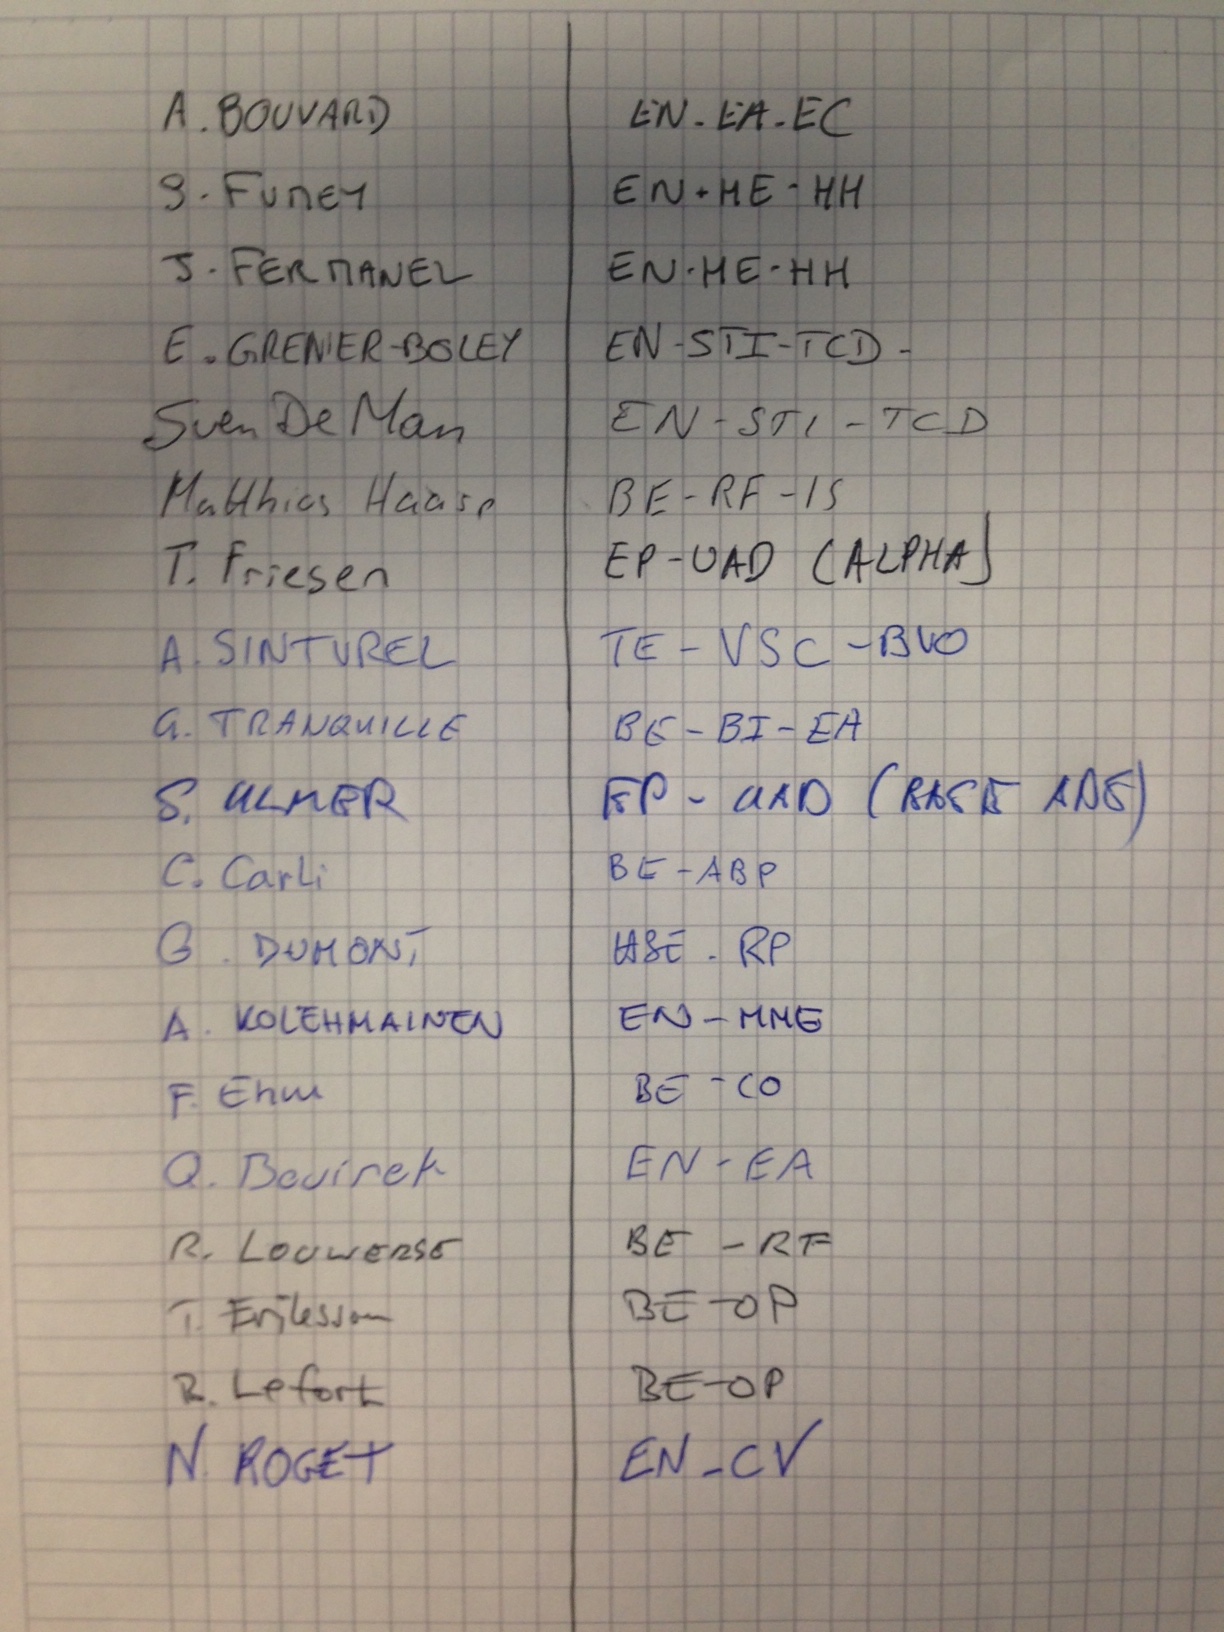 A. BOUVARD EN-EA-EC
S. FUMEY EN-HE-HH
J. FERMANEL EN-HE-HH
E. GRENIER-BOLEY EN-STI-TCD-
Sven De Man EN-STI-TCD
Matthias Haase BE-RF-IS
T. Friesen EP-UAD (ALPHA)
A. SINTUREL TE-VSC-BVO
G. TRANQUILLE BE-BI-EA
S. ULMER EP-UAD (BASE ADE)
C. Carli BE-ABP
G. DUMONT HSE-RP
A. KOLEHMAINEN EN-MME
F. Ehm BE-CO
Q. EN-EA
R. LOUWERSE BE-RF
T. Eriksson BE-OP
R. Lefort BE-OP
N. ROGET EN-CV